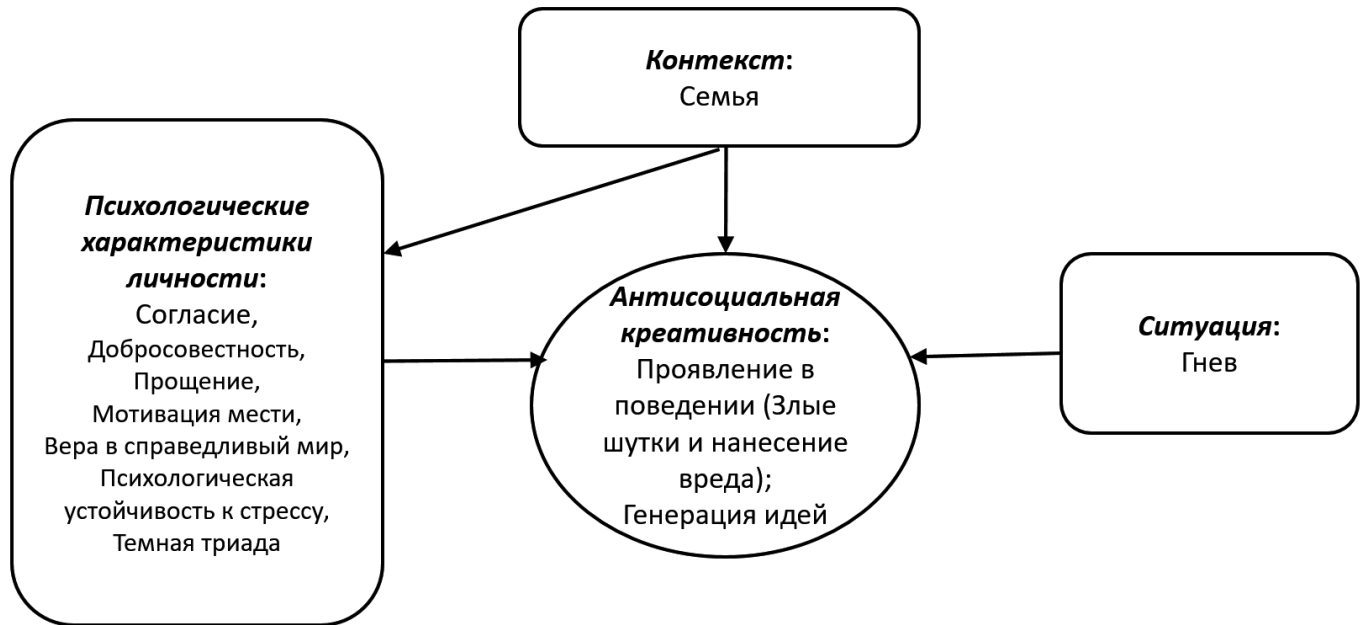 Контекст:
Семья
Психологические
характеристики
личности:
Согласие,
Добросовестность,
Прощение,
Мотивация мести,
Вера в справедливый мир,
Психологическая
устойчивость к стрессу,
Темная триада
Антисоциальная
креативность:
Проявление в
поведении (Злые
шутки и нанесение
вреда);
Генерация идей
Ситуация:
Гнев